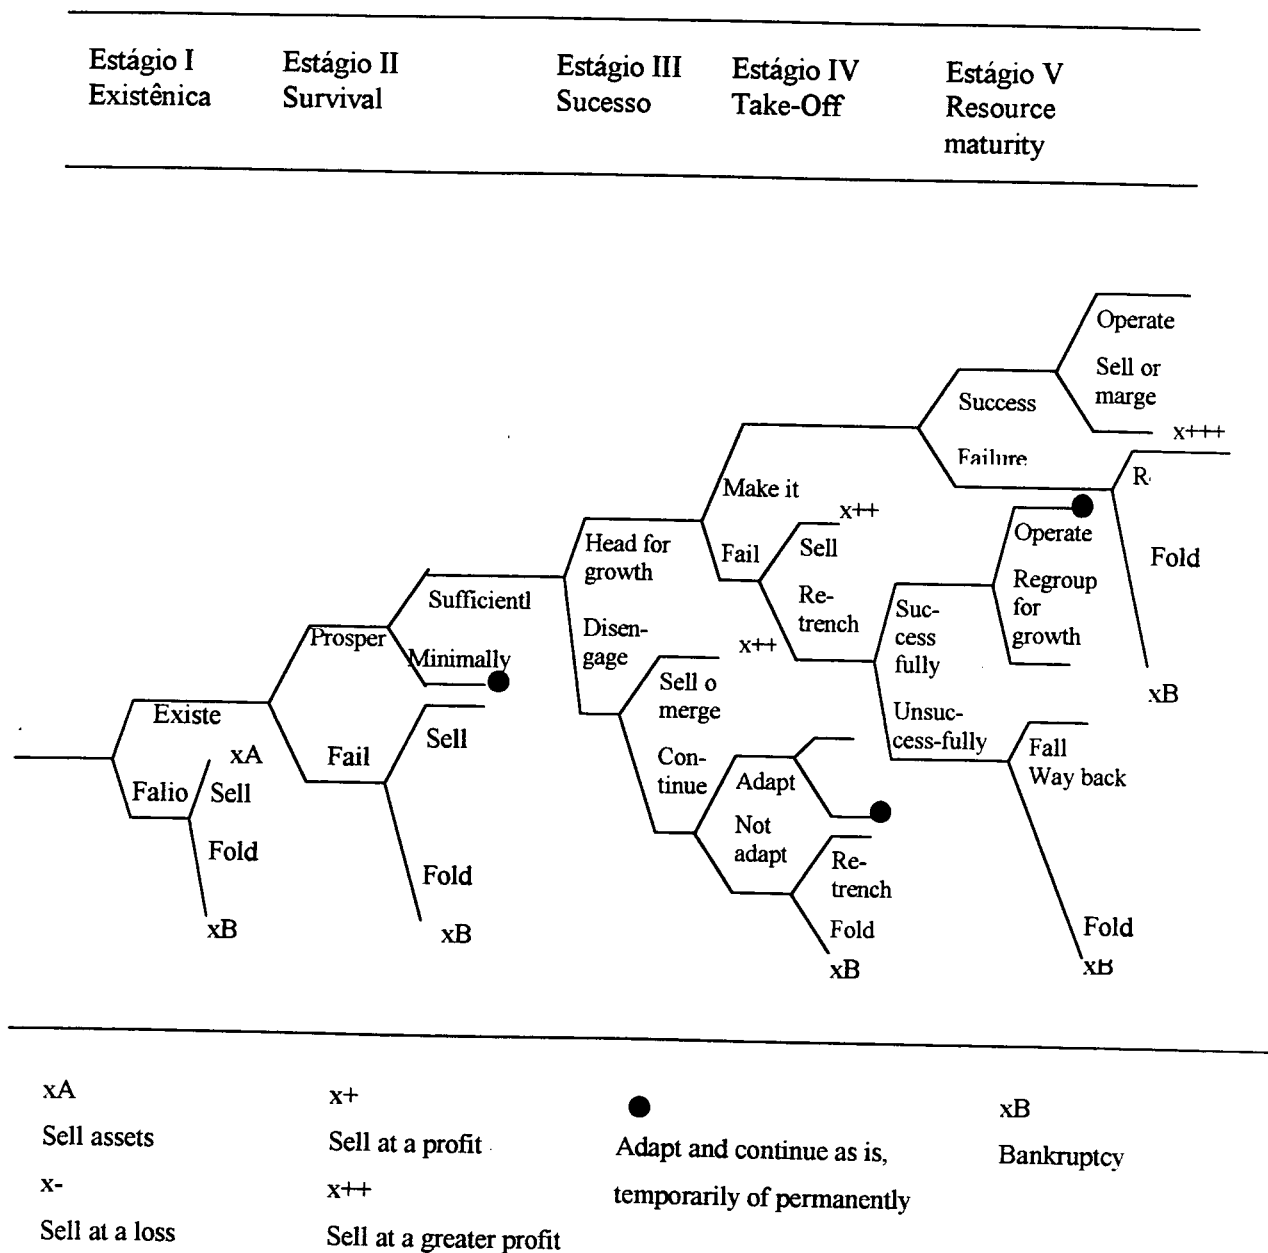 Estágio I
Existênica
Estágio II
Survival
Estágio III
Sucesso
Estágio IV
Take-Off
Estágio V
Resource
maturity
Operate
Sell or
marge
x+++
Success
Failure
R
Fold
xB
Make it
Fail
x++
Sell
Re-
trench
x++
Operate
Regroup
for
growth
Suc-
cess
fully
Unsuc-
cess-fully
Fall
Way back
Fold
xB
Head for
growth
Disen-
gage
Sell o
merge
Con-
tinue
Adapt
Not
adapt
Re-
trench
Fold
xB
Sufficientl
Minimally
Prosper
Fail
Sell
Fold
xB
Existe
Falio
xA
Sell
Fold
xB
xA
Sell assets
x-
Sell at a loss
x+
Sell at a profit
x++
Sell at a greater profit
Adapt and continue as is,
temporarily of permanently
xB
Bankruptcy